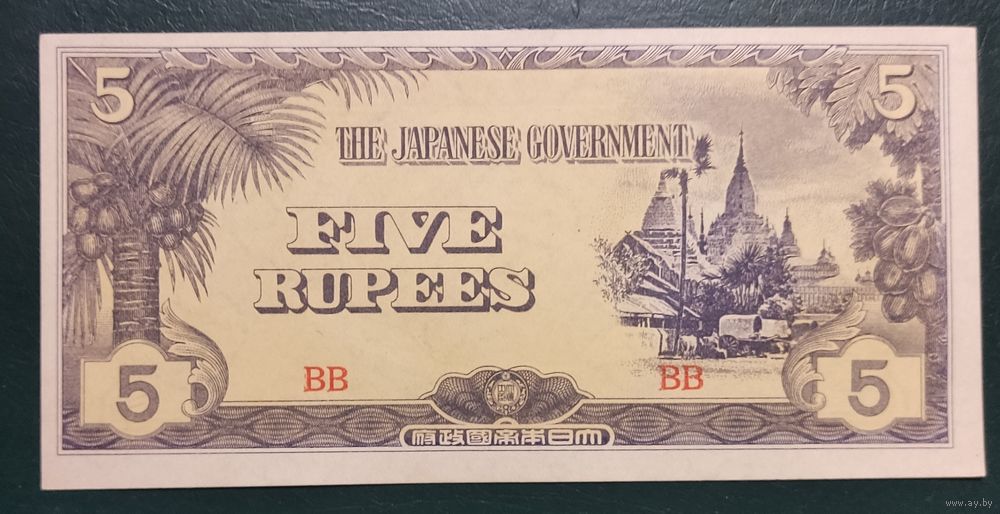 5 5
THE JAPANESE GOVERNMENT
FIVE
RUPEES
BB BB
5 5
府政國帝本日大
www.ay.by